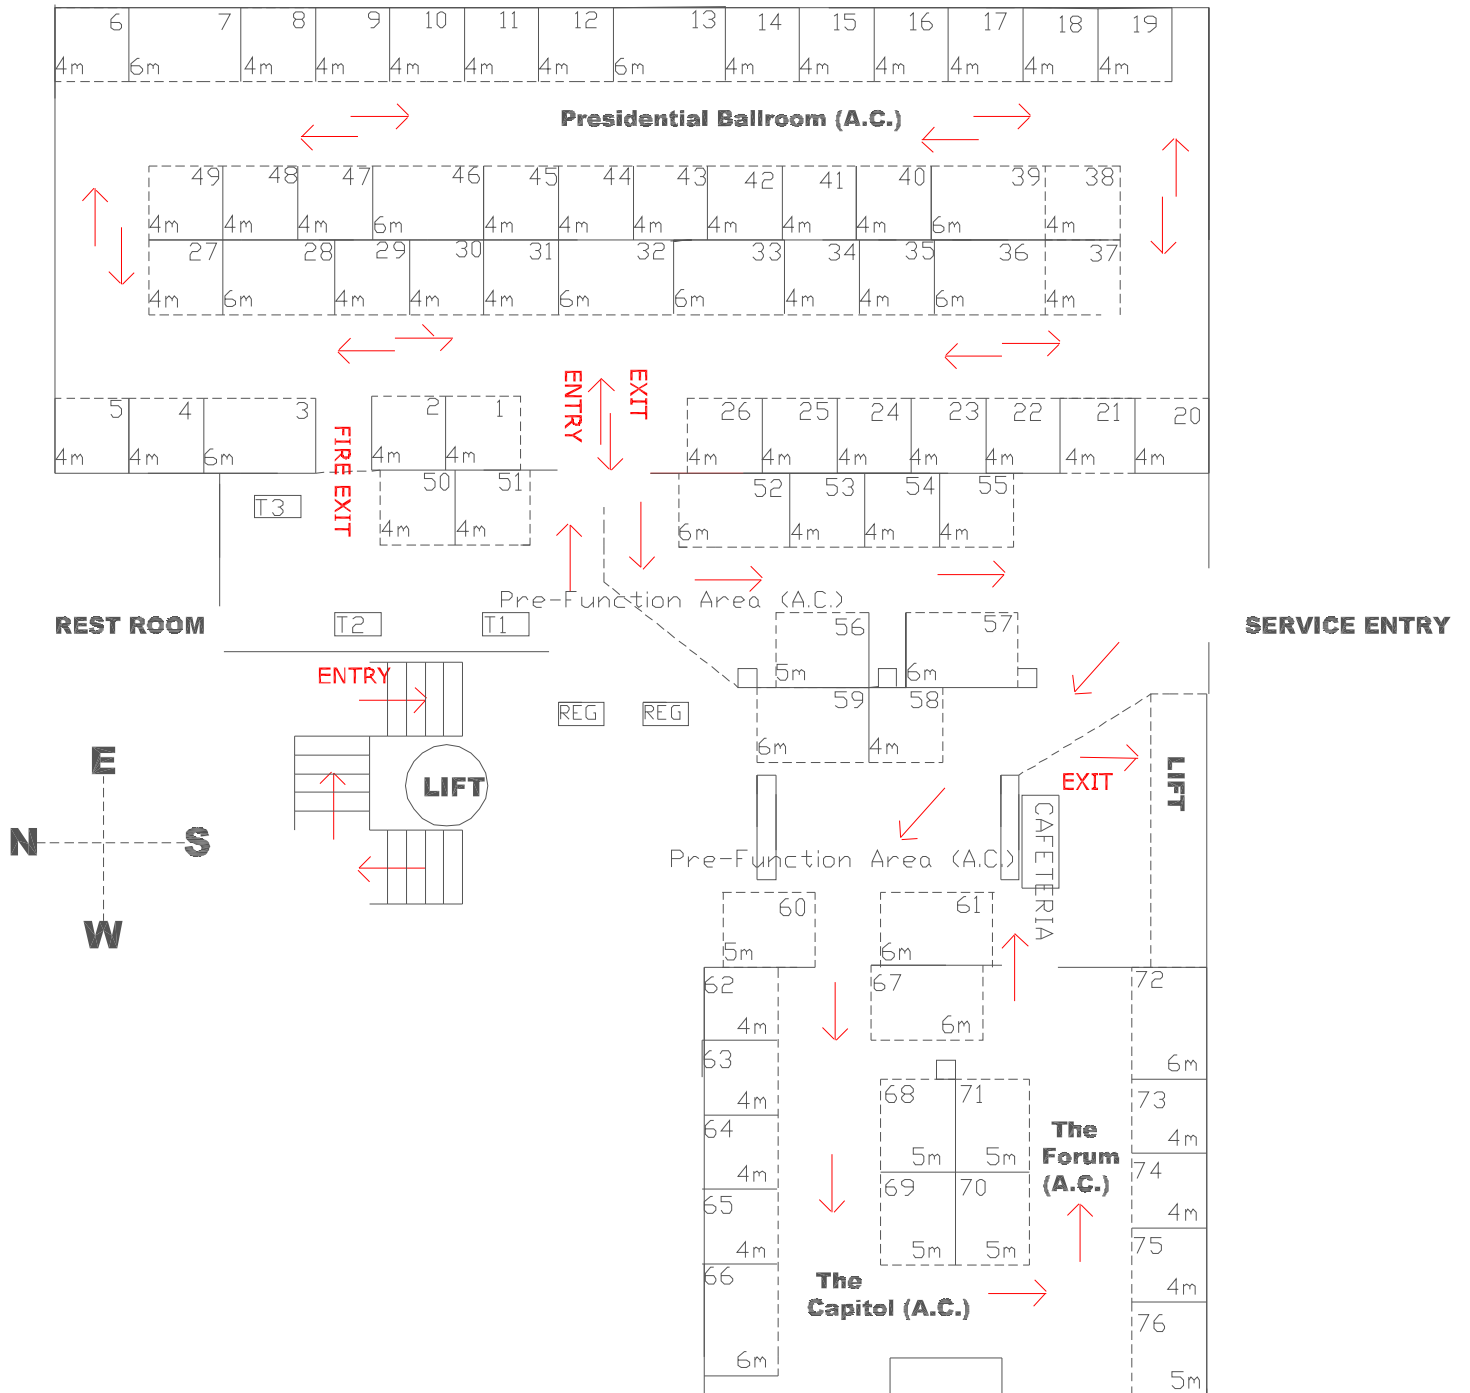 6 7 8 9 10 11 12 13 14 15 16 17 18 19
4m 6m 4m 4m 4m 4m 4m 6m 4m 4m 4m 4m 4m 4m
Presidential Ballroom (A.C.)
49 48 47 46 45 44 43 42 41 40 39 38
4m 4m 4m 6m 4m 4m 4m 4m 4m 4m 6m 4m
27 28 29 30 31 32 33 34 35 36 37
4m 6m 4m 4m 4m 6m 6m 4m 4m 6m 4m
ENTRY
EXIT
5 4 3 2 1 26 25 24 23 22 21 20
4m 4m 6m 4m 4m 4m 4m 4m 4m 4m 4m 4m
FIRE EXIT
T3
50 51 52 53 54 55
4m 4m 6m 4m 4m 4m
Pre-Function Area (A.C.)
REST ROOM
T2
T1
56 57
5m 6m
SERVICE ENTRY
ENTRY
REG
REG
59 58
6m 4m
E
N
S
W
LIFT
EXIT
LIFT
CAFETERIA
Pre-Function Area (A.C.)
60 61
5m 6m
62
4m
67
6m
72
6m
63
4m
68 71
5m 5m
73
4m
64
4m
The
Forum
(A.C.)
69 70
5m 5m
74
4m
65
4m
75
4m
66
6m
The
Capitol (A.C.)
76
5m